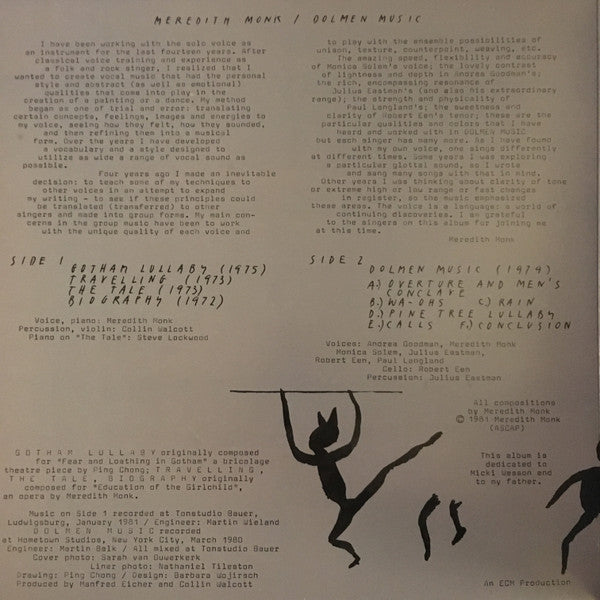 MEREDITH MONK / DOLMEN MUSIC
I have been working with the solo voice as
an instrument for the last fourteen years. After
classical voice training and experience as
a folk and rock singer, I realized that I
wanted to create vocal music that had the personal
style and abstract (as well as emotional)
qualities that come into play in the
creation of a painting or a dance. My method
began as one of trial and error: translating
certain concepts, feelings, images and energies to
my voice, seeing how they felt, how they sounded,
and then refining them into a musical
form. Over the years I have developed
a vocabulary and a style designed to
utilize as wide a range of vocal sound as
possible.
Four years ago I made an inevitable
decision: to teach some of my techniques to
other voices in an attempt to expand
my writing - to see if these principles could
be translated (transferred) to other
singers and made into group forms. My main con-
cerns in the group music have been to work
with the unique quality of each voice and
to play with the ensemble possibilities of
unison, texture, counterpoint, weaving, etc.
The amazing speed, flexibility and accuracy
of Monica Solem's voice; the lovely contrast
of lightness and depth in Andrea Goodman's;
the rich, encompassing resonance of
Julius Eastman's (and also his extraordinary
range); the strength and physicality of
Paul Langland's; the sweetness and
clarity of Robert Een's tenor; these are the
particular qualities and colors that I have
heard and worked with in DOLMEN MUSIC
but each singer has many more. As I have found
with my own voice, one sings differently
at different times. Some years I was exploring
a particular glottal sound, so I wrote
and sang many songs with that in mind.
Other years I was thinking about clarity of tone
or extreme high or low range or fast changes
in register, so the music emphasized
these areas. The voice is a language: a world of
continuing discoveries. I am grateful
to the singers on this album for joining me
at this time.
Meredith Monk
SIDE 1
GOTHAM LULLABY (1975)
TRAVELLING (1973)
THE TALE (1973)
BIOGRAPHY (1972)
Voice, piano: Meredith Monk
Percussion, violin: Collin Walcott
Piano on "The Tale": Steve Lockwood
SIDE 2
DOLMEN MUSIC (1979)
A.) OVERTURE AND MEN'S
CONCLAVE
B.) WA-OHS C.) RAIN
D.) PINE TREE LULLABY
E.) CALLS F.) CONCLUSION
Voices: Andrea Goodman, Meredith Monk
Monica Solem, Julius Eastman,
Robert Een, Paul Langland
Cello: Robert Een
Percussion: Julius Eastman
All compositions
by Meredith Monk
© 1981 Meredith Monk
(ASCAP)
This album is
dedicated to
Micki Wesson and
to my father.
GOTHAM LULLABY originally composed
for "Fear and Loathing in Gotham" a bricolage
theatre piece by Ping Chong; TRAVELLING,
THE TALE, BIOGRAPHY originally
composed for "Education of the Girlchild",
an opera by Meredith Monk.
Music on Side 1 recorded at Tonstudio Bauer,
Ludwigsburg, January 1981 / Engineer: Martin Wieland
DOLMEN MUSIC recorded
at Hometown Studios, New York City, March 1980
Engineer: Martin Balk / All mixed at Tonstudio Bauer
Cover photo: Sarah van Ouwerkerk
Liner photo: Nathaniel Tileston
Drawing: Ping Chong / Design: Barbara Wojirsch
Produced by Manfred Eicher and Collin Walcott
An ECM Production